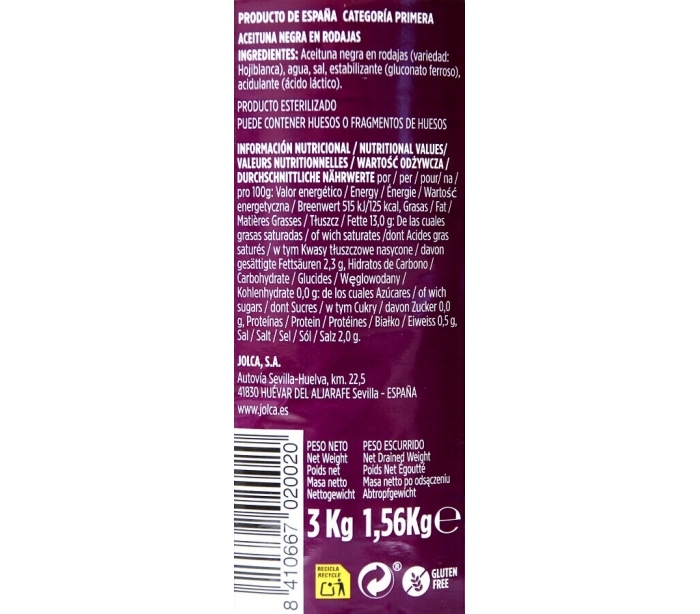 PRODUCTO DE ESPAÑA CATEGORÍA PRIMERA
ACEITUNA NEGRA EN RODAJAS
INGREDIENTES: Aceituna negra en rodajas (variedad:
Hojiblanca), agua, sal, estabilizante (gluconato ferroso),
acidulante (ácido láctico).
PRODUCTO ESTERILIZADO
PUEDE CONTENER HUESOS O FRAGMENTOS DE HUESOS
INFORMACIÓN NUTRICIONAL / NUTRITIONAL VALUES/
VALEURS NUTRITIONNELLES / WARTOŚĆ ODŻYWCZA /
DURCHSCHNITTLICHE NÄHRWERTE por / per / pour/ na /
pro 100g: Valor energético / Energy / Énergie / Wartość
energetyczna / Breenwert 515 kJ/125 kcal, Grasas / Fat /
Matières Grasses / Tłuszcz / Fette 13,0 g: De las cuales
grasas saturadas / of wich saturates /dont Acides gras
saturés / w tym Kwasy tłuszczowe nasycone / davon
gesättigte Fettsäuren 2,3 g, Hidratos de Carbono /
Carbohydrate / Glucides / Węglowodany /
Kohlenhydrate 0,0 g: de los cuales Azúcares / of wich
sugars / dont Sucres / w tym Cukry / davon Zucker 0,0
g, Proteínas / Protein / Protéines / Białko / Eiweiss 0,5 g,
Sal / Salt / Sel / Sól / Salz 2,0 g.
JOLCA, S.A.
Autovía Sevilla-Huelva, km. 22,5
41830 HUÉVAR DEL ALJARAFE Sevilla - ESPAÑA
www.jolca.es
PESO NETO
Net Weight
Poids net
Masa netto
Nettogewicht
3 Kg
PESO ESCURRIDO
Net Drained Weight
Poids Net Egoutté
Masa netto po odsączeniu
Abtropfgewicht
1,56Kg e
8 410667 020020
RECICLA
RECYCLE
®
GLUTEN
FREE